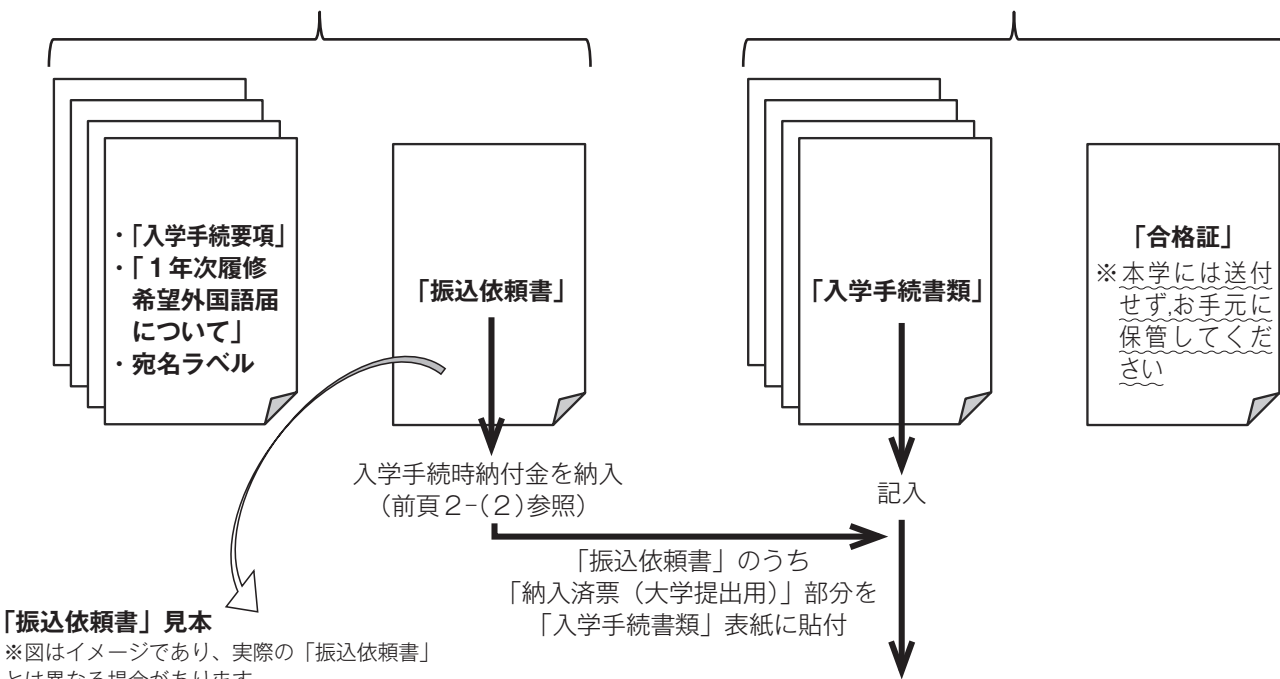 ・「入学手続要項」
・「１年次履修
希望外国語届
について」
・宛名ラベル
「振込依頼書」
「入学手続書類」
「合格証」
※本学には送付
せず,お手元に
保管してくだ
さい
入学手続時納付金を納入
（前頁２-(２)参照）
記入
「振込依頼書」のうち
「納入済票（大学提出用）」部分を
「入学手続書類」表紙に貼付
「振込依頼書」見本
※図はイメージであり、実際の「振込依頼書」
とは異なる場合があります